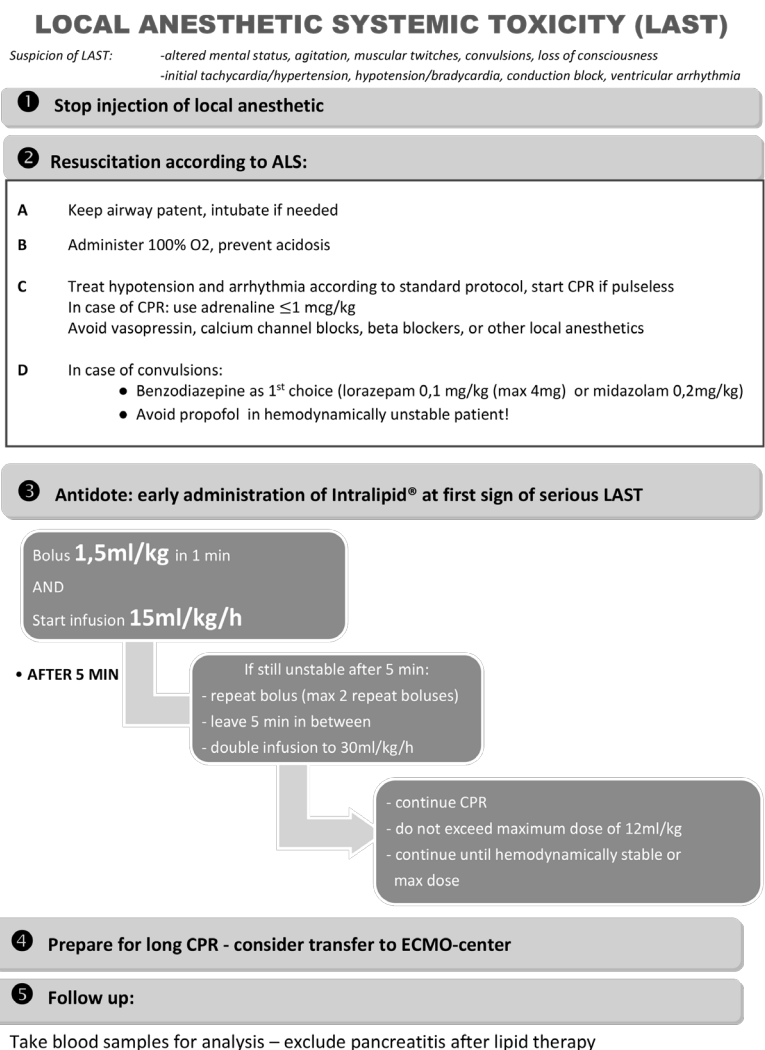 LOCAL ANESTHETIC SYSTEMIC TOXICITY (LAST)
Suspicion of LAST: -altered mental status, agitation, muscular twitches, convulsions, loss of consciousness
-initial tachycardia/hypertension, hypotension/bradycardia, conduction block, ventricular arrhythmia
❶ Stop injection of local anesthetic
❷ Resuscitation according to ALS:
A Keep airway patent, intubate if needed
B Administer 100% O2, prevent acidosis
C Treat hypotension and arrhythmia according to standard protocol, start CPR if pulseless
In case of CPR: use adrenaline ≤1 mcg/kg
Avoid vasopressin, calcium channel blocks, beta blockers, or other local anesthetics
D In case of convulsions:
● Benzodiazepine as 1st choice (lorazepam 0,1 mg/kg (max 4mg) or midazolam 0,2mg/kg)
● Avoid propofol in hemodynamically unstable patient!
❸ Antidote: early administration of Intralipid® at first sign of serious LAST
Bolus 1,5ml/kg in 1 min
AND
Start infusion 15ml/kg/h
• AFTER 5 MIN
If still unstable after 5 min:
- repeat bolus (max 2 repeat boluses)
- leave 5 min in between
- double infusion to 30ml/kg/h
- continue CPR
- do not exceed maximum dose of 12ml/kg
- continue until hemodynamically stable or
max dose
❹ Prepare for long CPR - consider transfer to ECMO-center
❺ Follow up:
Take blood samples for analysis – exclude pancreatitis after lipid therapy